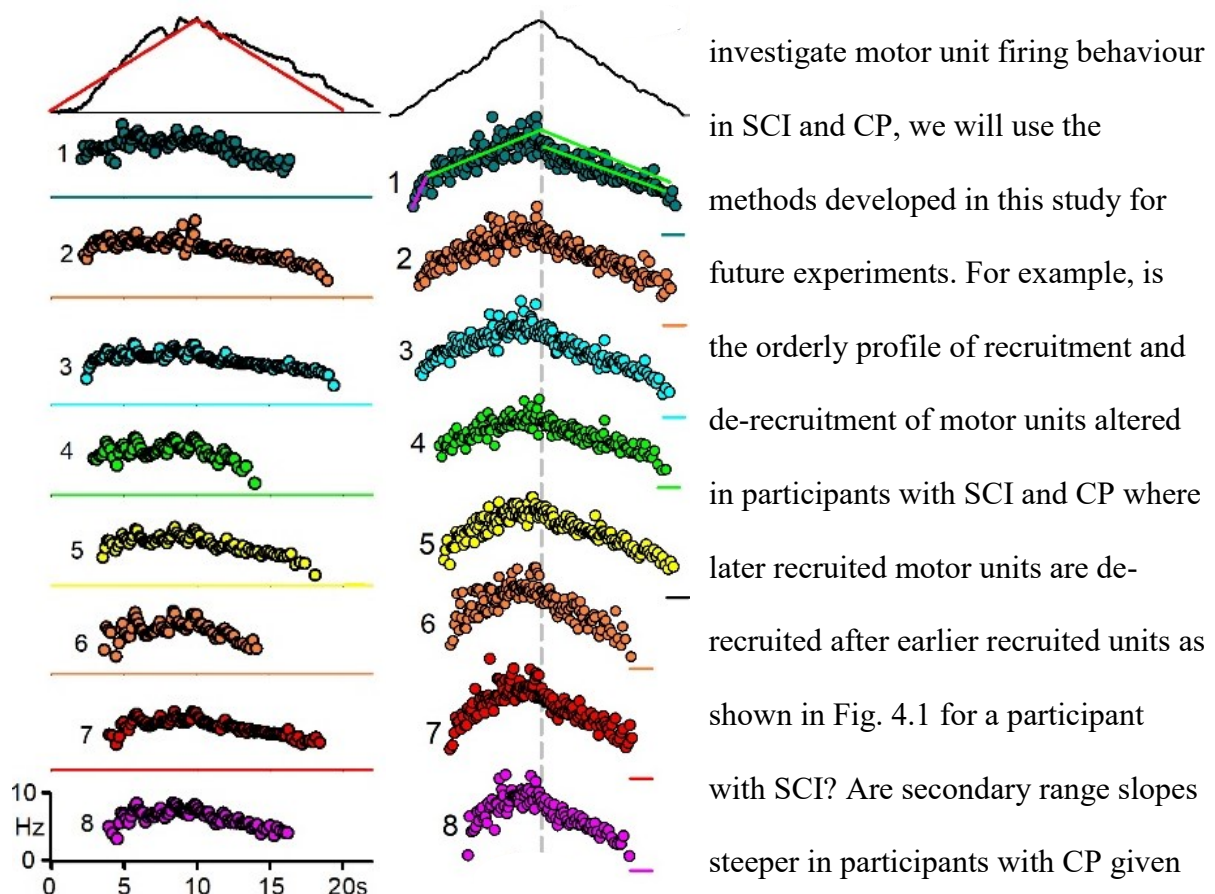 investigate motor unit firing behaviour
in SCI and CP, we will use the
methods developed in this study for
future experiments. For example, is
the orderly profile of recruitment and
de-recruitment of motor units altered
in participants with SCI and CP where
later recruited motor units are de-
recruited after earlier recruited units as
shown in Fig. 4.1 for a participant
with SCI? Are secondary range slopes
steeper in participants with CP given
1
2
3
4
5
6
7
8
10
Hz
0
0 5 10 15 20s
1
2
3
4
5
6
7
8